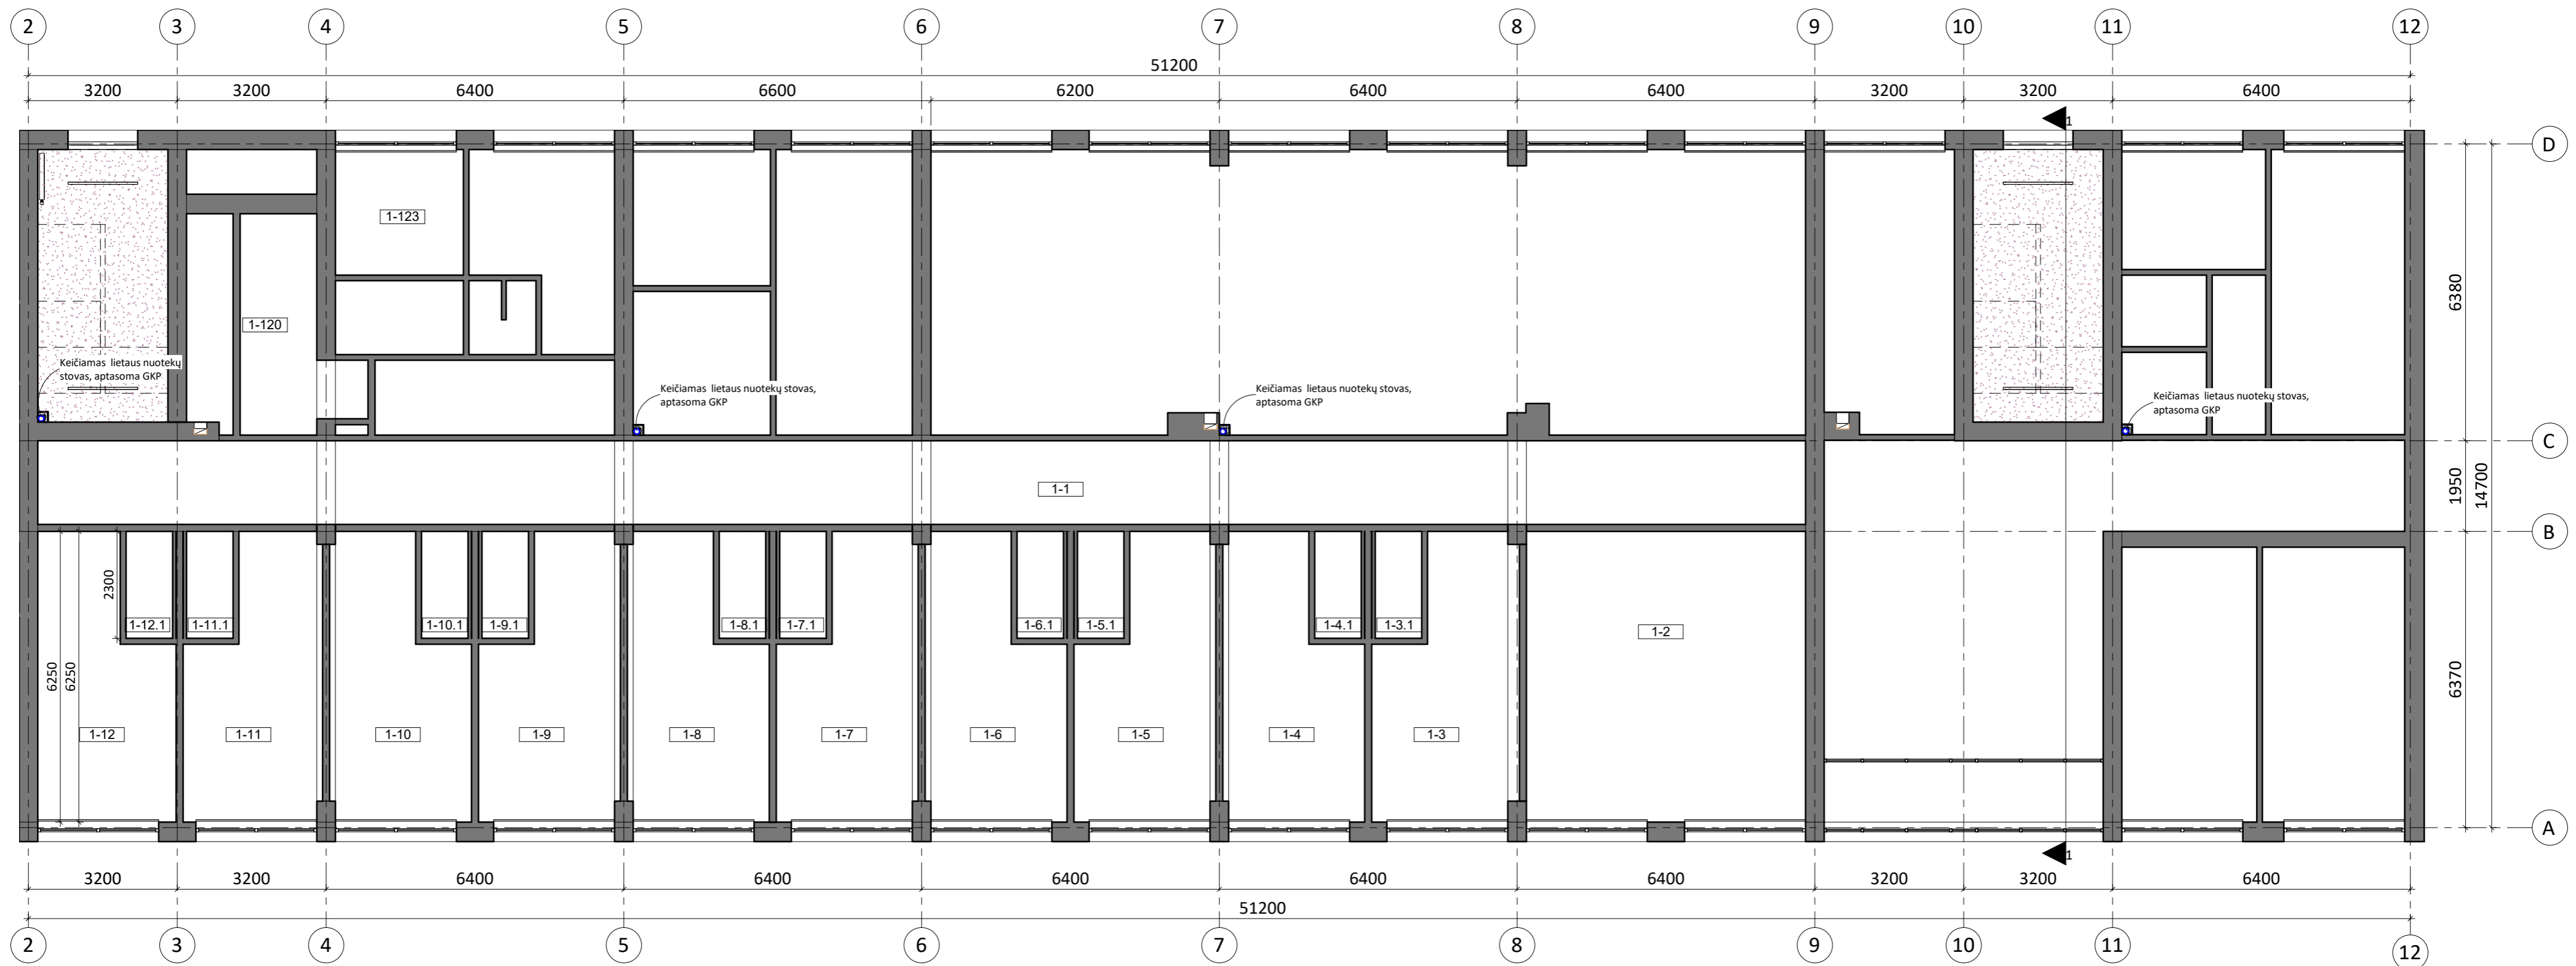 2 3 4 5 6 7 8 9 10 11 12
51200
3200 3200 6400 6600 6200 6400 6400 3200 3200 6400
1
D
1-123
6380
1-120
Keičiamas lietaus nuotekų
stovas, aptasoma GKP
Keičiamas lietaus nuotekų stovas,
aptasoma GKP
Keičiamas lietaus nuotekų stovas,
aptasoma GKP
Keičiamas lietaus nuotekų stovas,
aptasoma GKP
C
1-1
1950
14700
B
2300
1-12.1 1-11.1 1-10.1 1-9.1 1-8.1 1-7.1 1-6.1 1-5.1 1-4.1 1-3.1
1-2
6250
6250
6370
1-12 1-11 1-10 1-9 1-8 1-7 1-6 1-5 1-4 1-3
A
1
3200 3200 6400 6400 6400 6400 6400 3200 3200 6400
51200
2 3 4 5 6 7 8 9 10 11 12